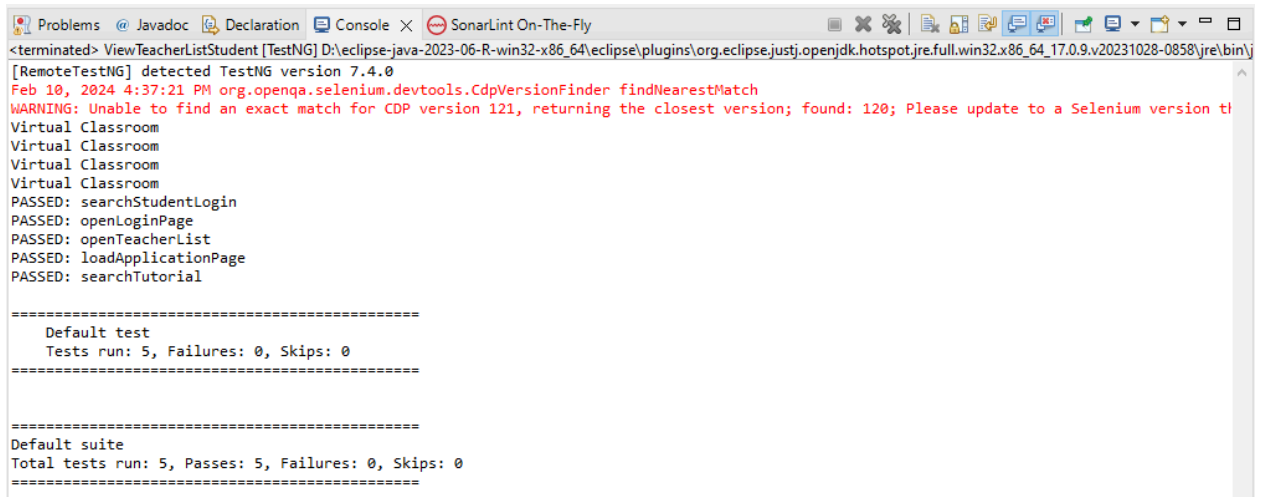 Problems @ Javadoc Declaration Console SonarLint On-The-Fly
<terminated> ViewTeacherListStudent [TestNG] D:\eclipse-java-2023-06-R-win32-x86_64\eclipse\plugins\org.eclipse.justj.openjdk.hotspot.jre.full.win32.x86_64_17.0.9.v20231028-0858\jre\bin\j
[RemoteTestNG] detected TestNG version 7.4.0
Feb 10, 2024 4:37:21 PM org.openqa.selenium.devtools.CdpVersionFinder findNearestMatch
WARNING: Unable to find an exact match for CDP version 121, returning the closest version; found: 120; Please update to a Selenium version th
Virtual Classroom
Virtual Classroom
Virtual Classroom
Virtual Classroom
PASSED: searchStudentLogin
PASSED: openLoginPage
PASSED: openTeacherList
PASSED: loadApplicationPage
PASSED: searchTutorial
===============================================
Default test
Tests run: 5, Failures: 0, Skips: 0
===============================================
===============================================
Default suite
Total tests run: 5, Passes: 5, Failures: 0, Skips: 0
===============================================